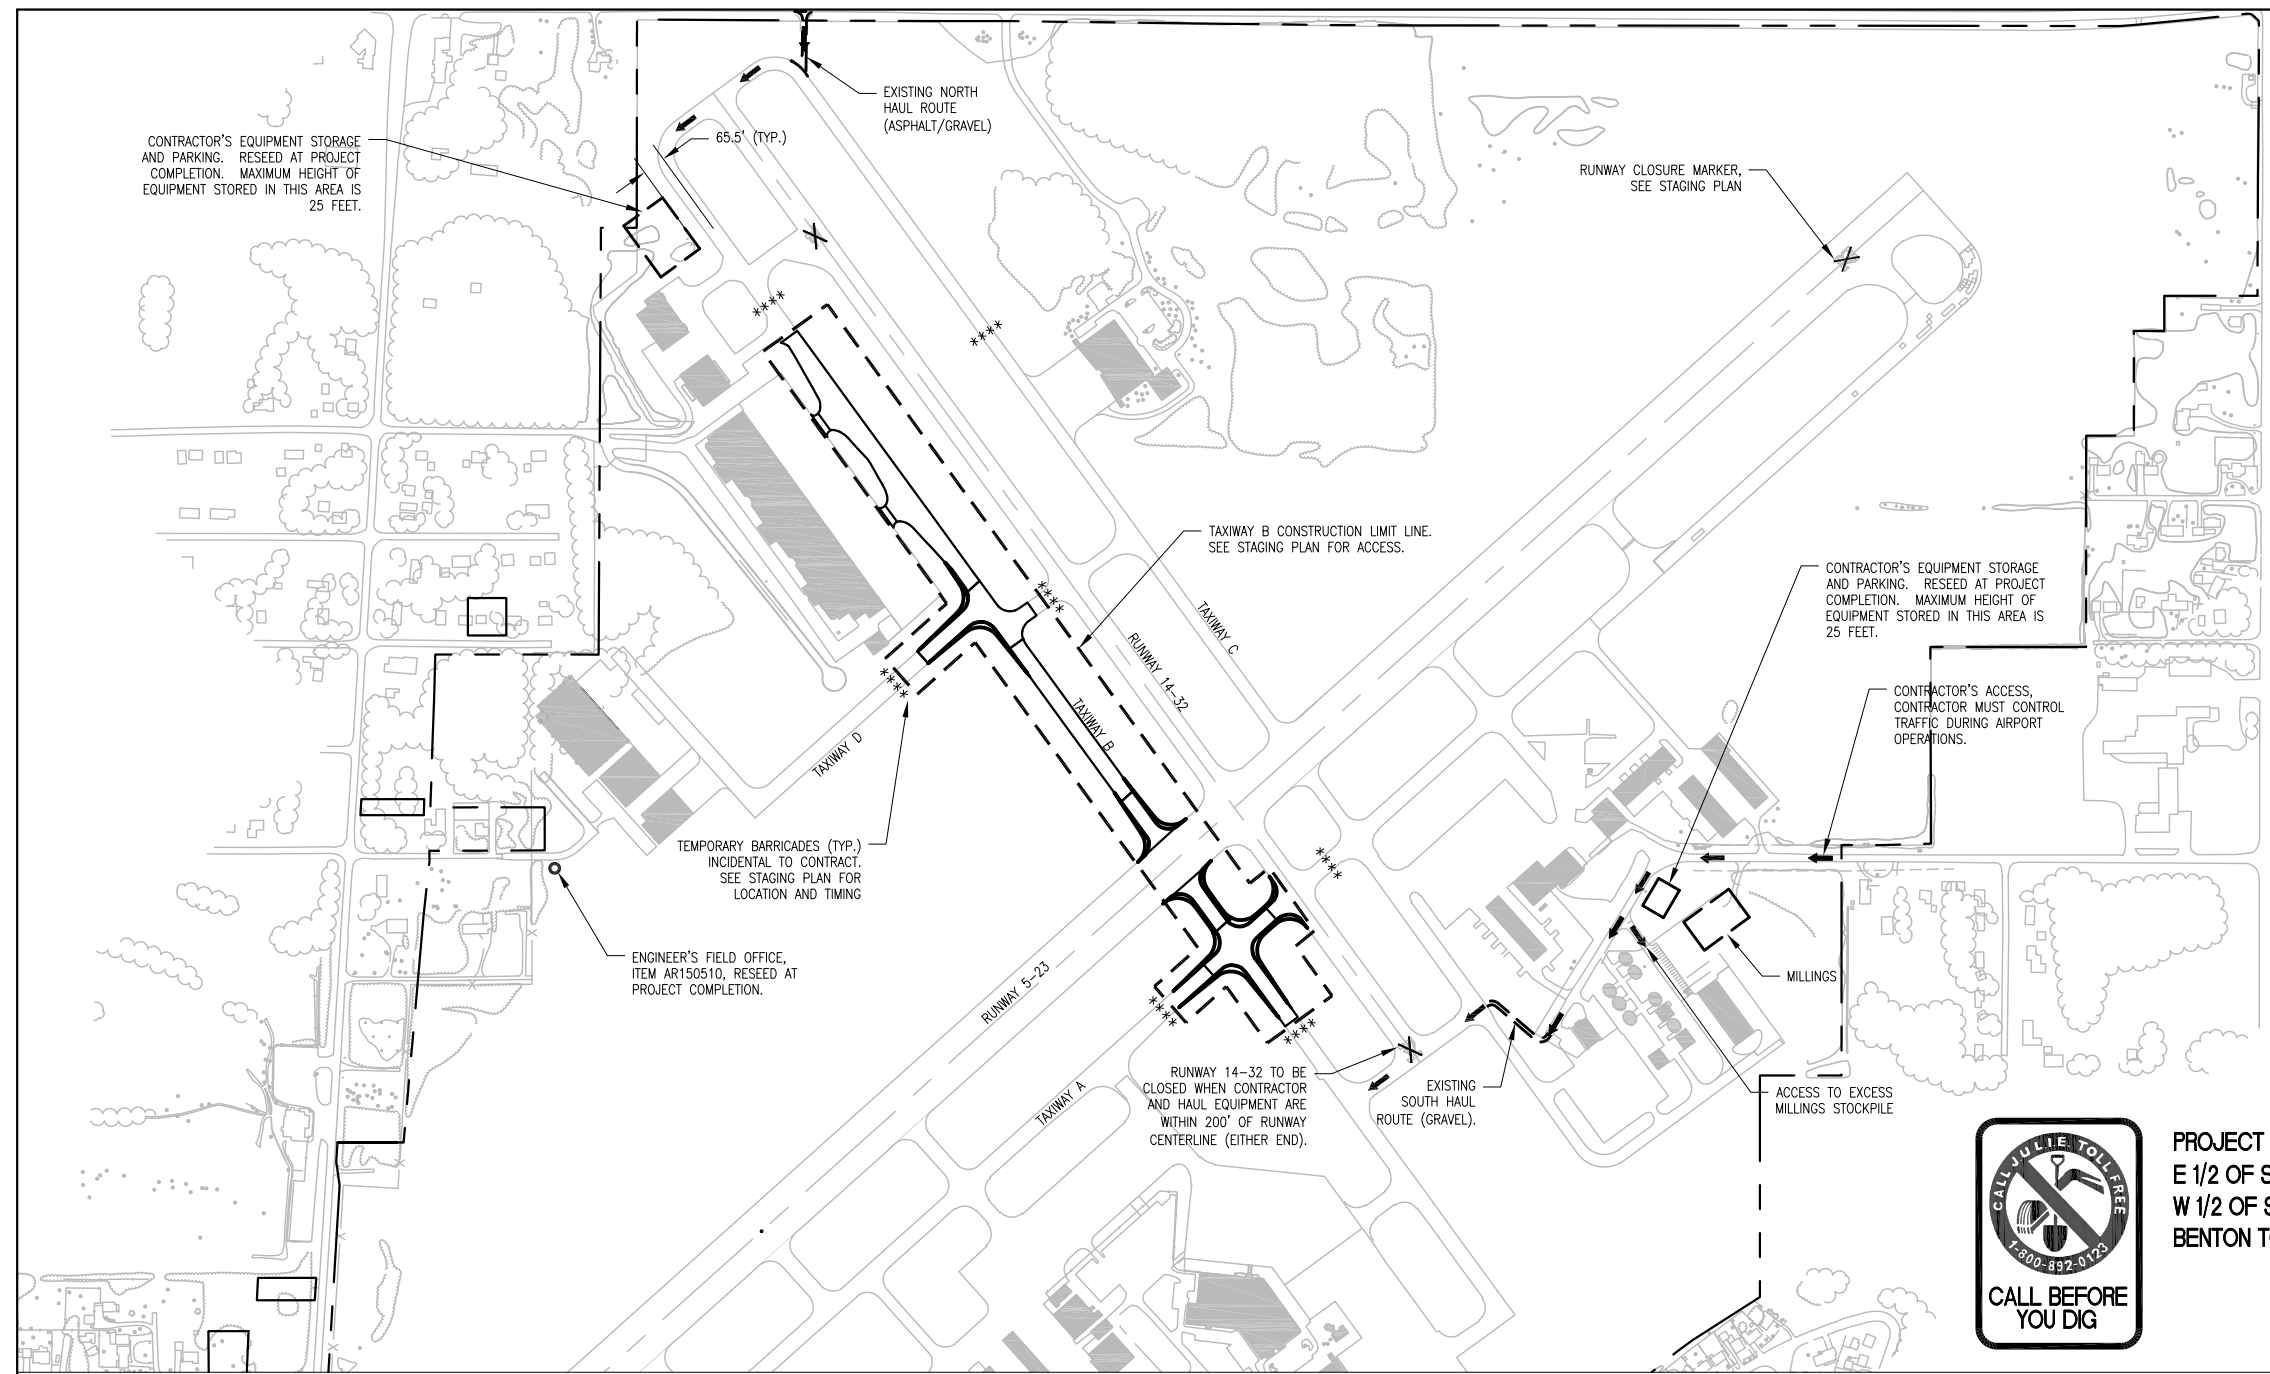 EXISTING NORTH
HAUL ROUTE
(ASPHALT/GRAVEL)
CONTRACTOR'S EQUIPMENT STORAGE
AND PARKING. RESEED AT PROJECT
COMPLETION. MAXIMUM HEIGHT OF
EQUIPMENT STORED IN THIS AREA IS
25 FEET.
65.5' (TYP.)
RUNWAY CLOSURE MARKER,
SEE STAGING PLAN
TAXIWAY B CONSTRUCTION LIMIT LINE.
SEE STAGING PLAN FOR ACCESS.
CONTRACTOR'S EQUIPMENT STORAGE
AND PARKING. RESEED AT PROJECT
COMPLETION. MAXIMUM HEIGHT OF
EQUIPMENT STORED IN THIS AREA IS
25 FEET.
TAXIWAY C
RUNWAY 14-32
TAXIWAY B
TAXIWAY D
CONTRACTOR'S ACCESS,
CONTRACTOR MUST CONTROL
TRAFFIC DURING AIRPORT
OPERATIONS.
TEMPORARY BARRICADES (TYP.)
INCIDENTAL TO CONTRACT.
SEE STAGING PLAN FOR
LOCATION AND TIMING
ENGINEER'S FIELD OFFICE,
ITEM AR150510, RESEED AT
PROJECT COMPLETION.
RUNWAY 5-23
MILLINGS
TAXIWAY A
RUNWAY 14-32 TO BE
CLOSED WHEN CONTRACTOR
AND HAUL EQUIPMENT ARE
WITHIN 200' OF RUNWAY
CENTERLINE (EITHER END).
EXISTING
SOUTH HAUL
ROUTE (GRAVEL).
ACCESS TO EXCESS
MILLINGS STOCKPILE
CALL JULIE TOLL FREE
1-800-892-0123
CALL BEFORE
YOU DIG
PROJECT
E 1/2 OF S
W 1/2 OF S
BENTON T